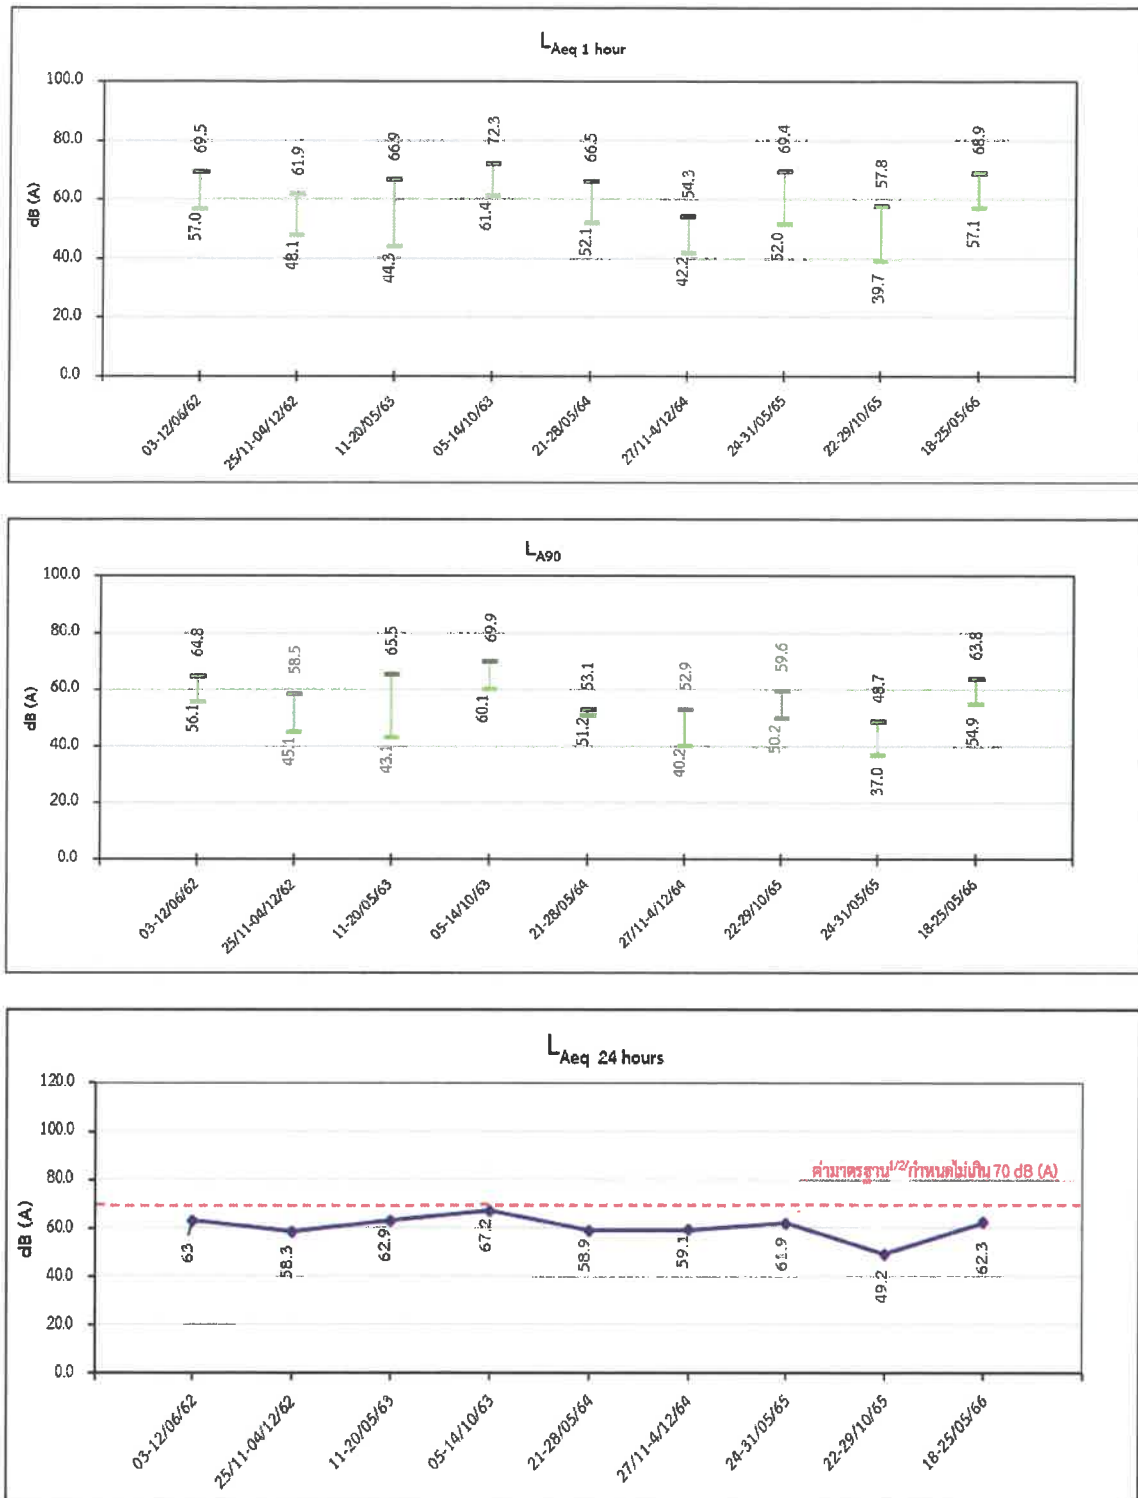 LAeq 1 hour
dB (A)
100.0
80.0
60.0
40.0
20.0
0.0
69.5 61.9 66.9 72.3 66.5 54.3 69.4 57.8 68.9
57.0 48.1 44.3 61.4 52.1 42.2 52.0 39.7 57.1
03-12/06/62 25/11-04/12/62 11-20/05/63 05-14/10/63 21-28/05/64 27/11-4/12/64 24-31/05/65 22-29/10/65 18-25/05/66
LA90
dB (A)
100.0
80.0
60.0
40.0
20.0
0.0
64.8 58.5 65.5 69.9 53.1 52.9 59.6 48.7 63.8
56.1 45.1 43.1 60.1 51.2 40.2 50.2 37.0 54.9
03-12/06/62 25/11-04/12/62 11-20/05/63 05-14/10/63 21-28/05/64 27/11-4/12/64 22-29/10/65 24-31/05/65 18-25/05/66
LAeq 24 hours
dB (A)
120.0
100.0
80.0
60.0
40.0
20.0
0.0
ค่ามาตรฐาน1/2/กำหนดไม่เกิน 70 dB (A)
63 58.3 62.9 67.2 58.9 59.1 61.9 49.2 62.3
03-12/06/62 25/11-04/12/62 11-20/05/63 05-14/10/63 21-28/05/64 27/11-4/12/64 24-31/05/65 22-29/10/65 18-25/05/66